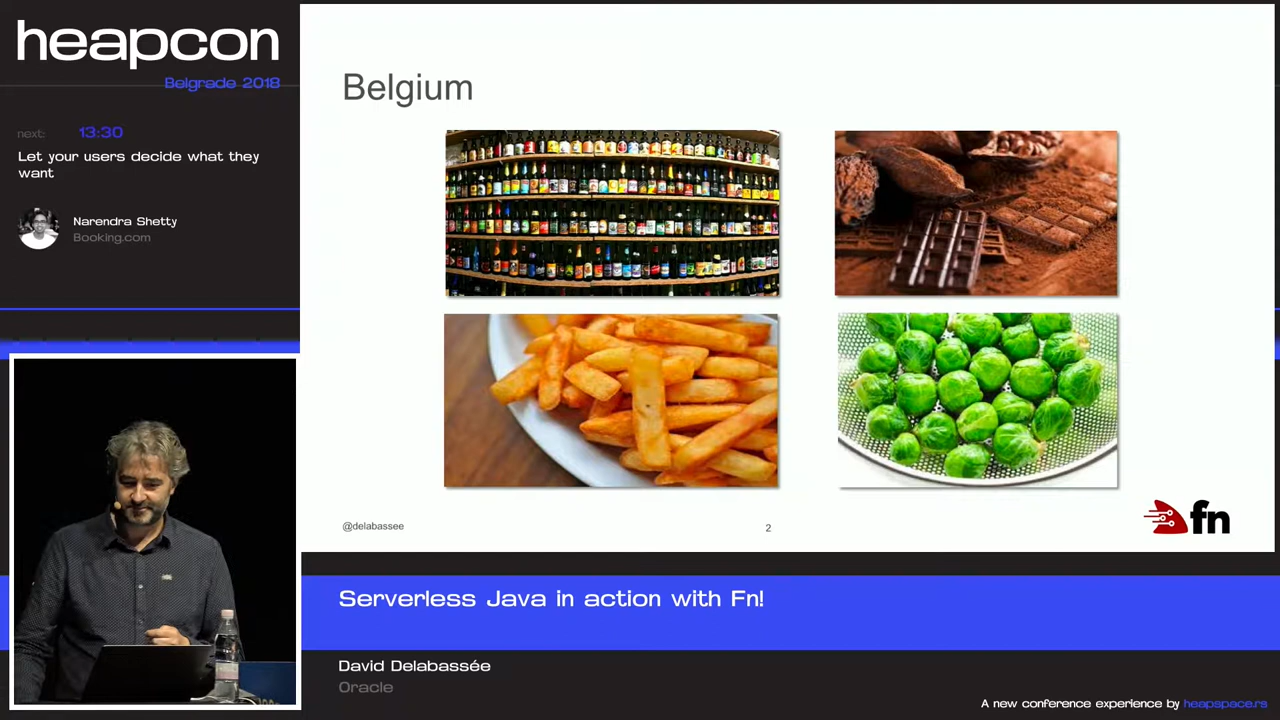 heapcon
Belgrade 2018
next: 13:30
Let your users decide what they
want
Narendra Shetty
Booking.com
Belgium
@delabassee
2
fn
Serverless Java in action with Fn!
David Delabassée
Oracle
A new conference experience by heapspace.rs